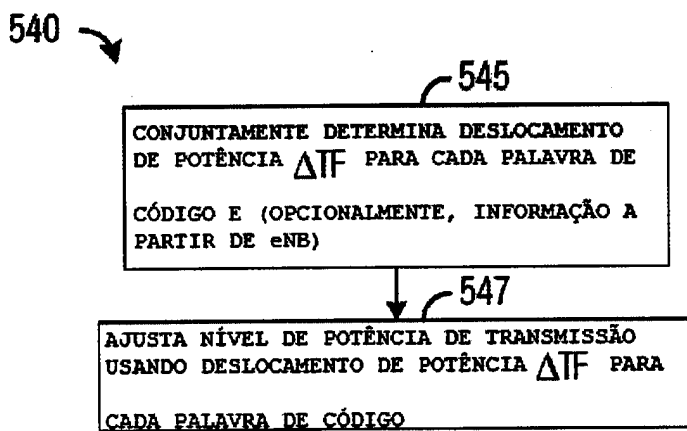 540
545
CONJUNTAMENTE DETERMINA DESLOCAMENTO
DE POTÊNCIA ΔTF PARA CADA PALAVRA DE
CÓDIGO E (OPCIONALMENTE, INFORMAÇÃO A
PARTIR DE eNB)
547
AJUSTA NÍVEL DE POTÊNCIA DE TRANSMISSÃO
USANDO DESLOCAMENTO DE POTÊNCIA ΔTF PARA
CADA PALAVRA DE CÓDIGO